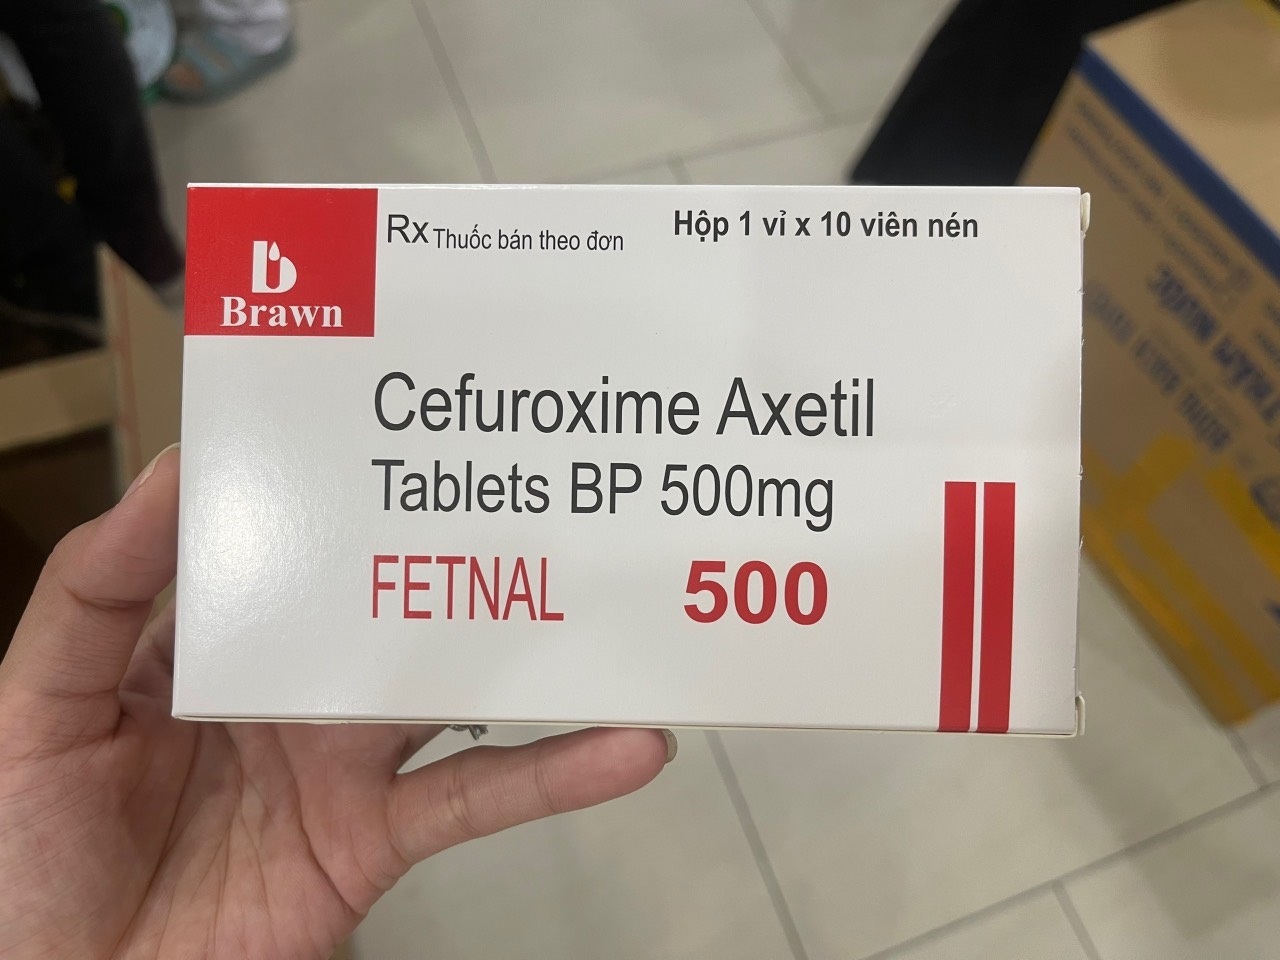 Brawn
Rx Thuốc bán theo đơn
Hộp 1 vỉ x 10 viên nén
Cefuroxime Axetil
Tablets BP 500mg
FETNAL 500